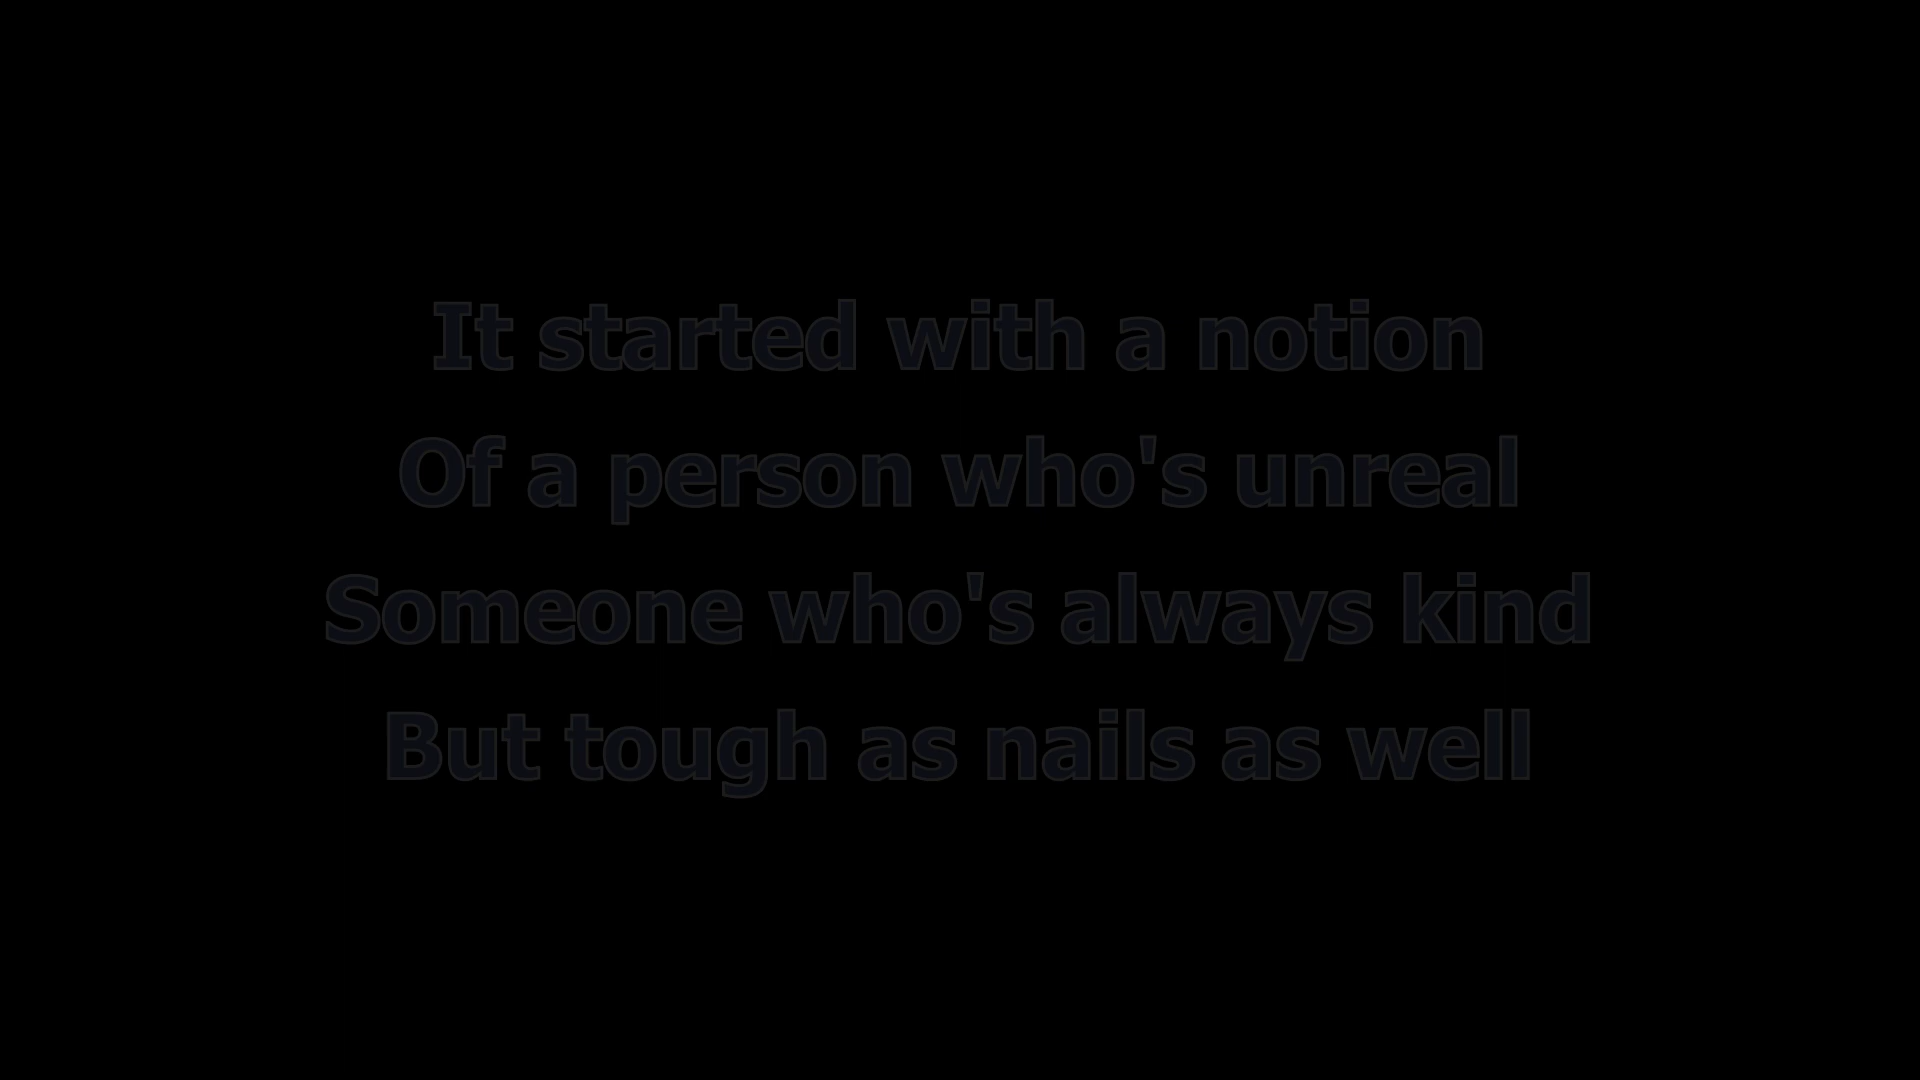 It started with a notion
Of a person who's unreal
Someone who's always kind
But tough as nails as well